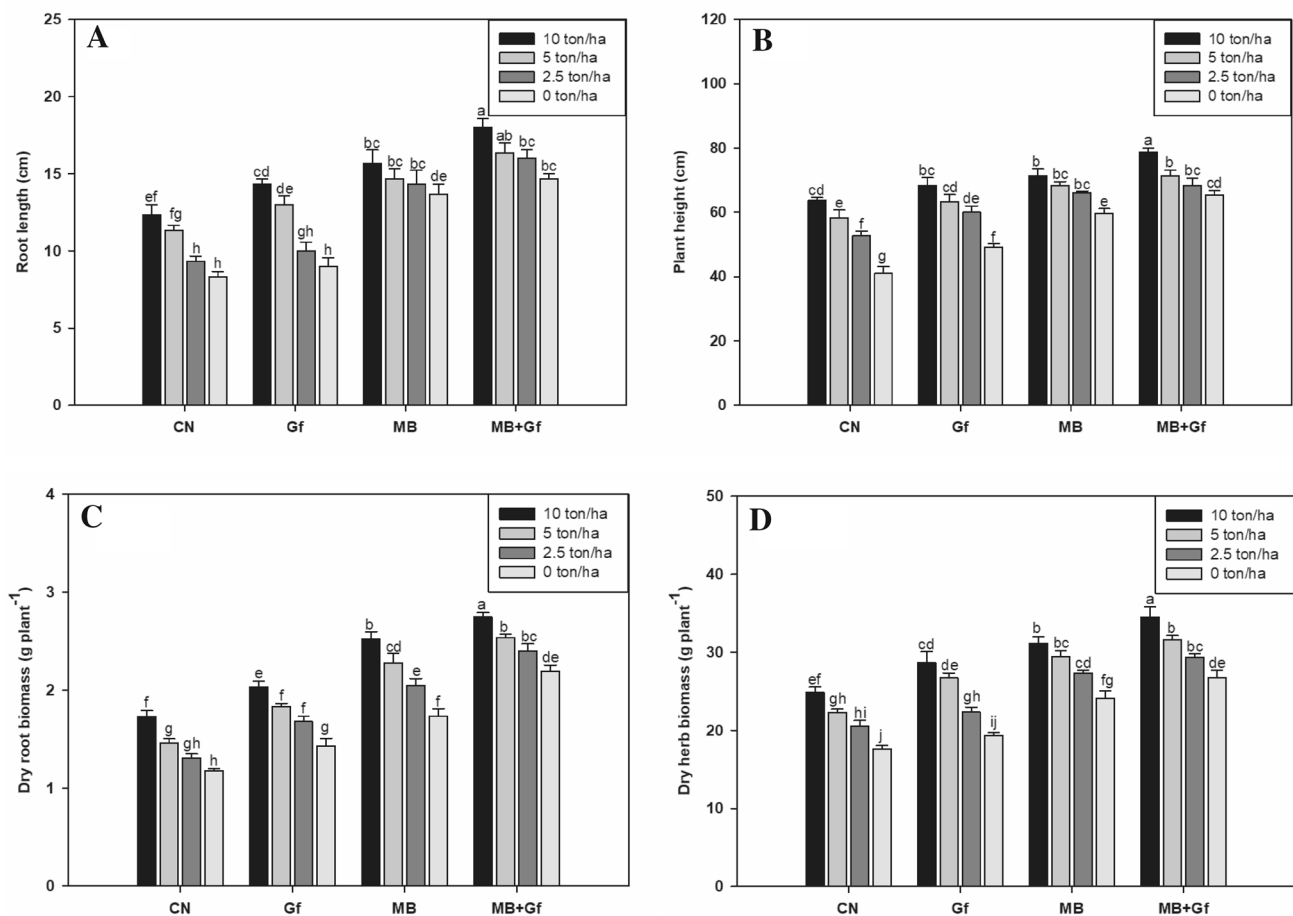 A
10 ton/ha
5 ton/ha
2.5 ton/ha
0 ton/ha
25
20
15
10
5
0
Root length (cm)
ef fg h h cd de gh h bc bc bc de a ab bc bc
CN Gf MB MB+Gf
B
10 ton/ha
5 ton/ha
2.5 ton/ha
0 ton/ha
120
100
80
60
40
20
0
Plant height (cm)
cd e f g bc cd de f b bc bc e a bc bc cd
CN Gf MB MB+Gf
C
10 ton/ha
5 ton/ha
2.5 ton/ha
0 ton/ha
4
3
2
1
0
Dry root biomass (g plant⁻¹)
f g gh h e f f g b cd e f a b bc de
CN Gf MB MB+Gf
D
10 ton/ha
5 ton/ha
2.5 ton/ha
0 ton/ha
50
40
30
20
10
0
Dry herb biomass (g plant⁻¹)
ef gh hi j cd de gh ij b bc cd fg a b bc de
CN Gf MB MB+Gf